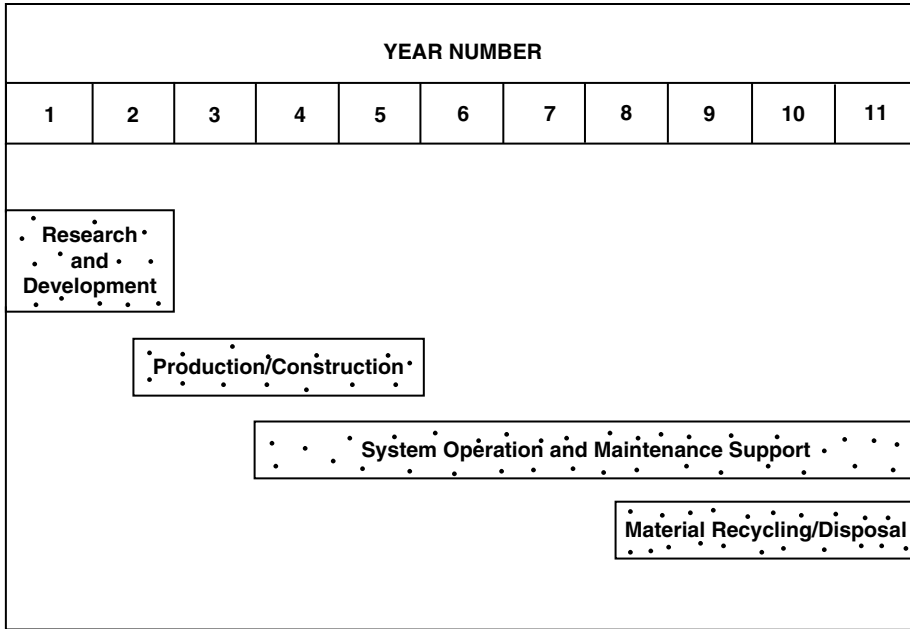 YEAR NUMBER
1 2 3 4 5 6 7 8 9 10 11
Research
and
Development
Production/Construction
System Operation and Maintenance Support
Material Recycling/Disposal